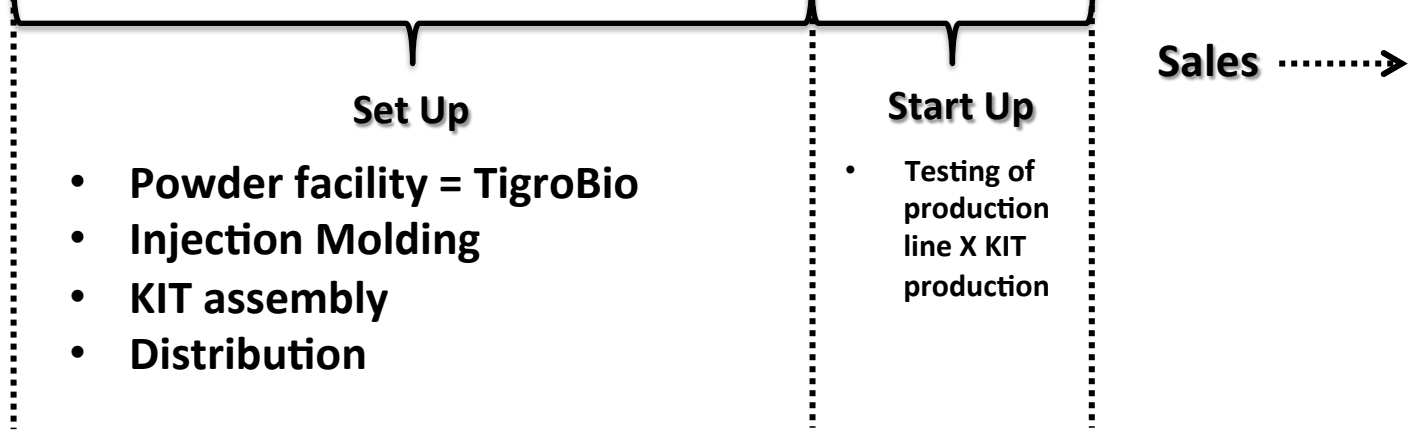 Set Up
• Powder facility = TigroBio
• Injection Molding
• KIT assembly
• Distribution
Start Up
• Testing of
production
line X KIT
production
Sales